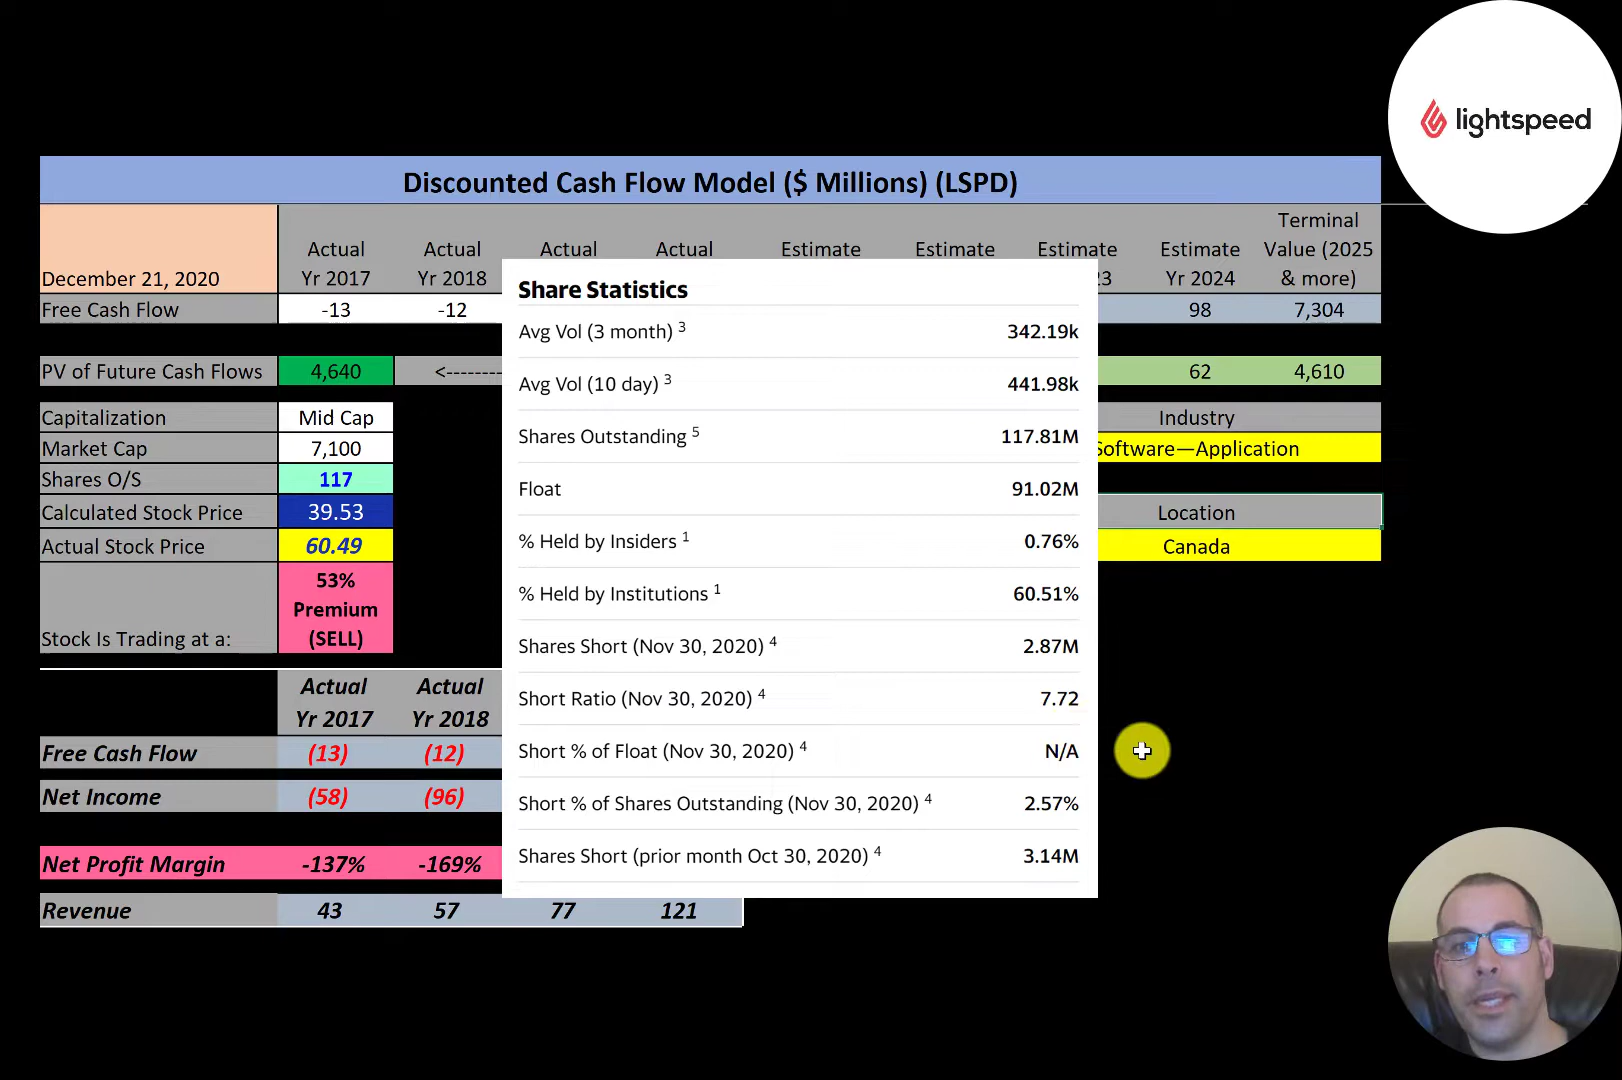 lightspeed
Discounted Cash Flow Model ($ Millions) (LSPD)
December 21, 2020
Actual Yr 2017
Actual Yr 2018
Actual
Actual
Estimate
Estimate
Estimate
Estimate Yr 2024
Terminal Value (2025 & more)
Free Cash Flow -13 -12 98 7,304
PV of Future Cash Flows 4,640 <-------- 62 4,610
Capitalization Mid Cap
Market Cap 7,100
Shares O/S 117
Calculated Stock Price 39.53
Actual Stock Price 60.49
Stock Is Trading at a: 53% Premium (SELL)
Industry
Software—Application
Location
Canada
Share Statistics
Avg Vol (3 month) 3 342.19k
Avg Vol (10 day) 3 441.98k
Shares Outstanding 5 117.81M
Float 91.02M
% Held by Insiders 1 0.76%
% Held by Institutions 1 60.51%
Shares Short (Nov 30, 2020) 4 2.87M
Short Ratio (Nov 30, 2020) 4 7.72
Short % of Float (Nov 30, 2020) 4 N/A
Short % of Shares Outstanding (Nov 30, 2020) 4 2.57%
Shares Short (prior month Oct 30, 2020) 4 3.14M
Actual Yr 2017
Actual Yr 2018
Free Cash Flow (13) (12)
Net Income (58) (96)
Net Profit Margin -137% -169%
Revenue 43 57 77 121